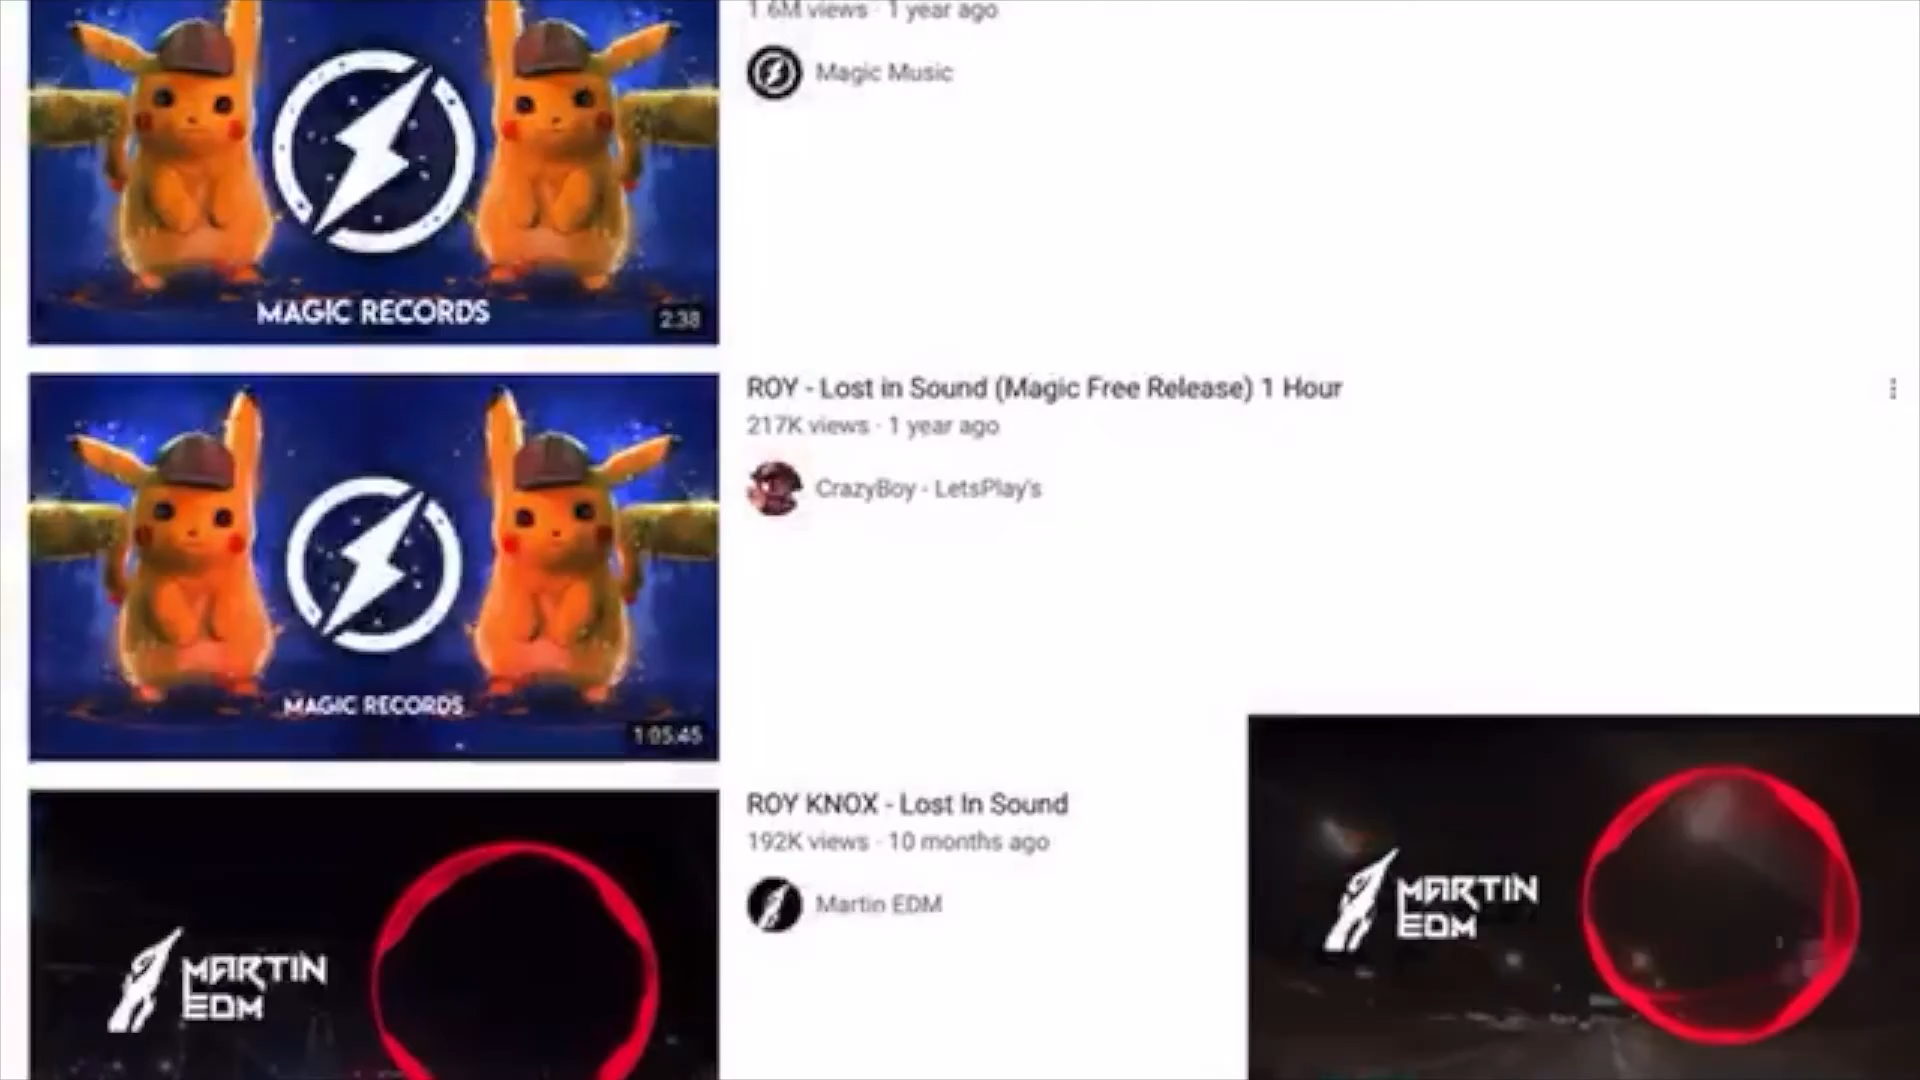 1.6M views · 1 year ago
Magic Music
MAGIC RECORDS
2:38
ROY - Lost in Sound (Magic Free Release) 1 Hour
217K views · 1 year ago
CrazyBoy - LetsPlay's
MAGIC RECORDS
1:05:45
ROY KNOX - Lost In Sound
192K views · 10 months ago
Martin EDM
MARTIN
EDM
MARTIN
EDM